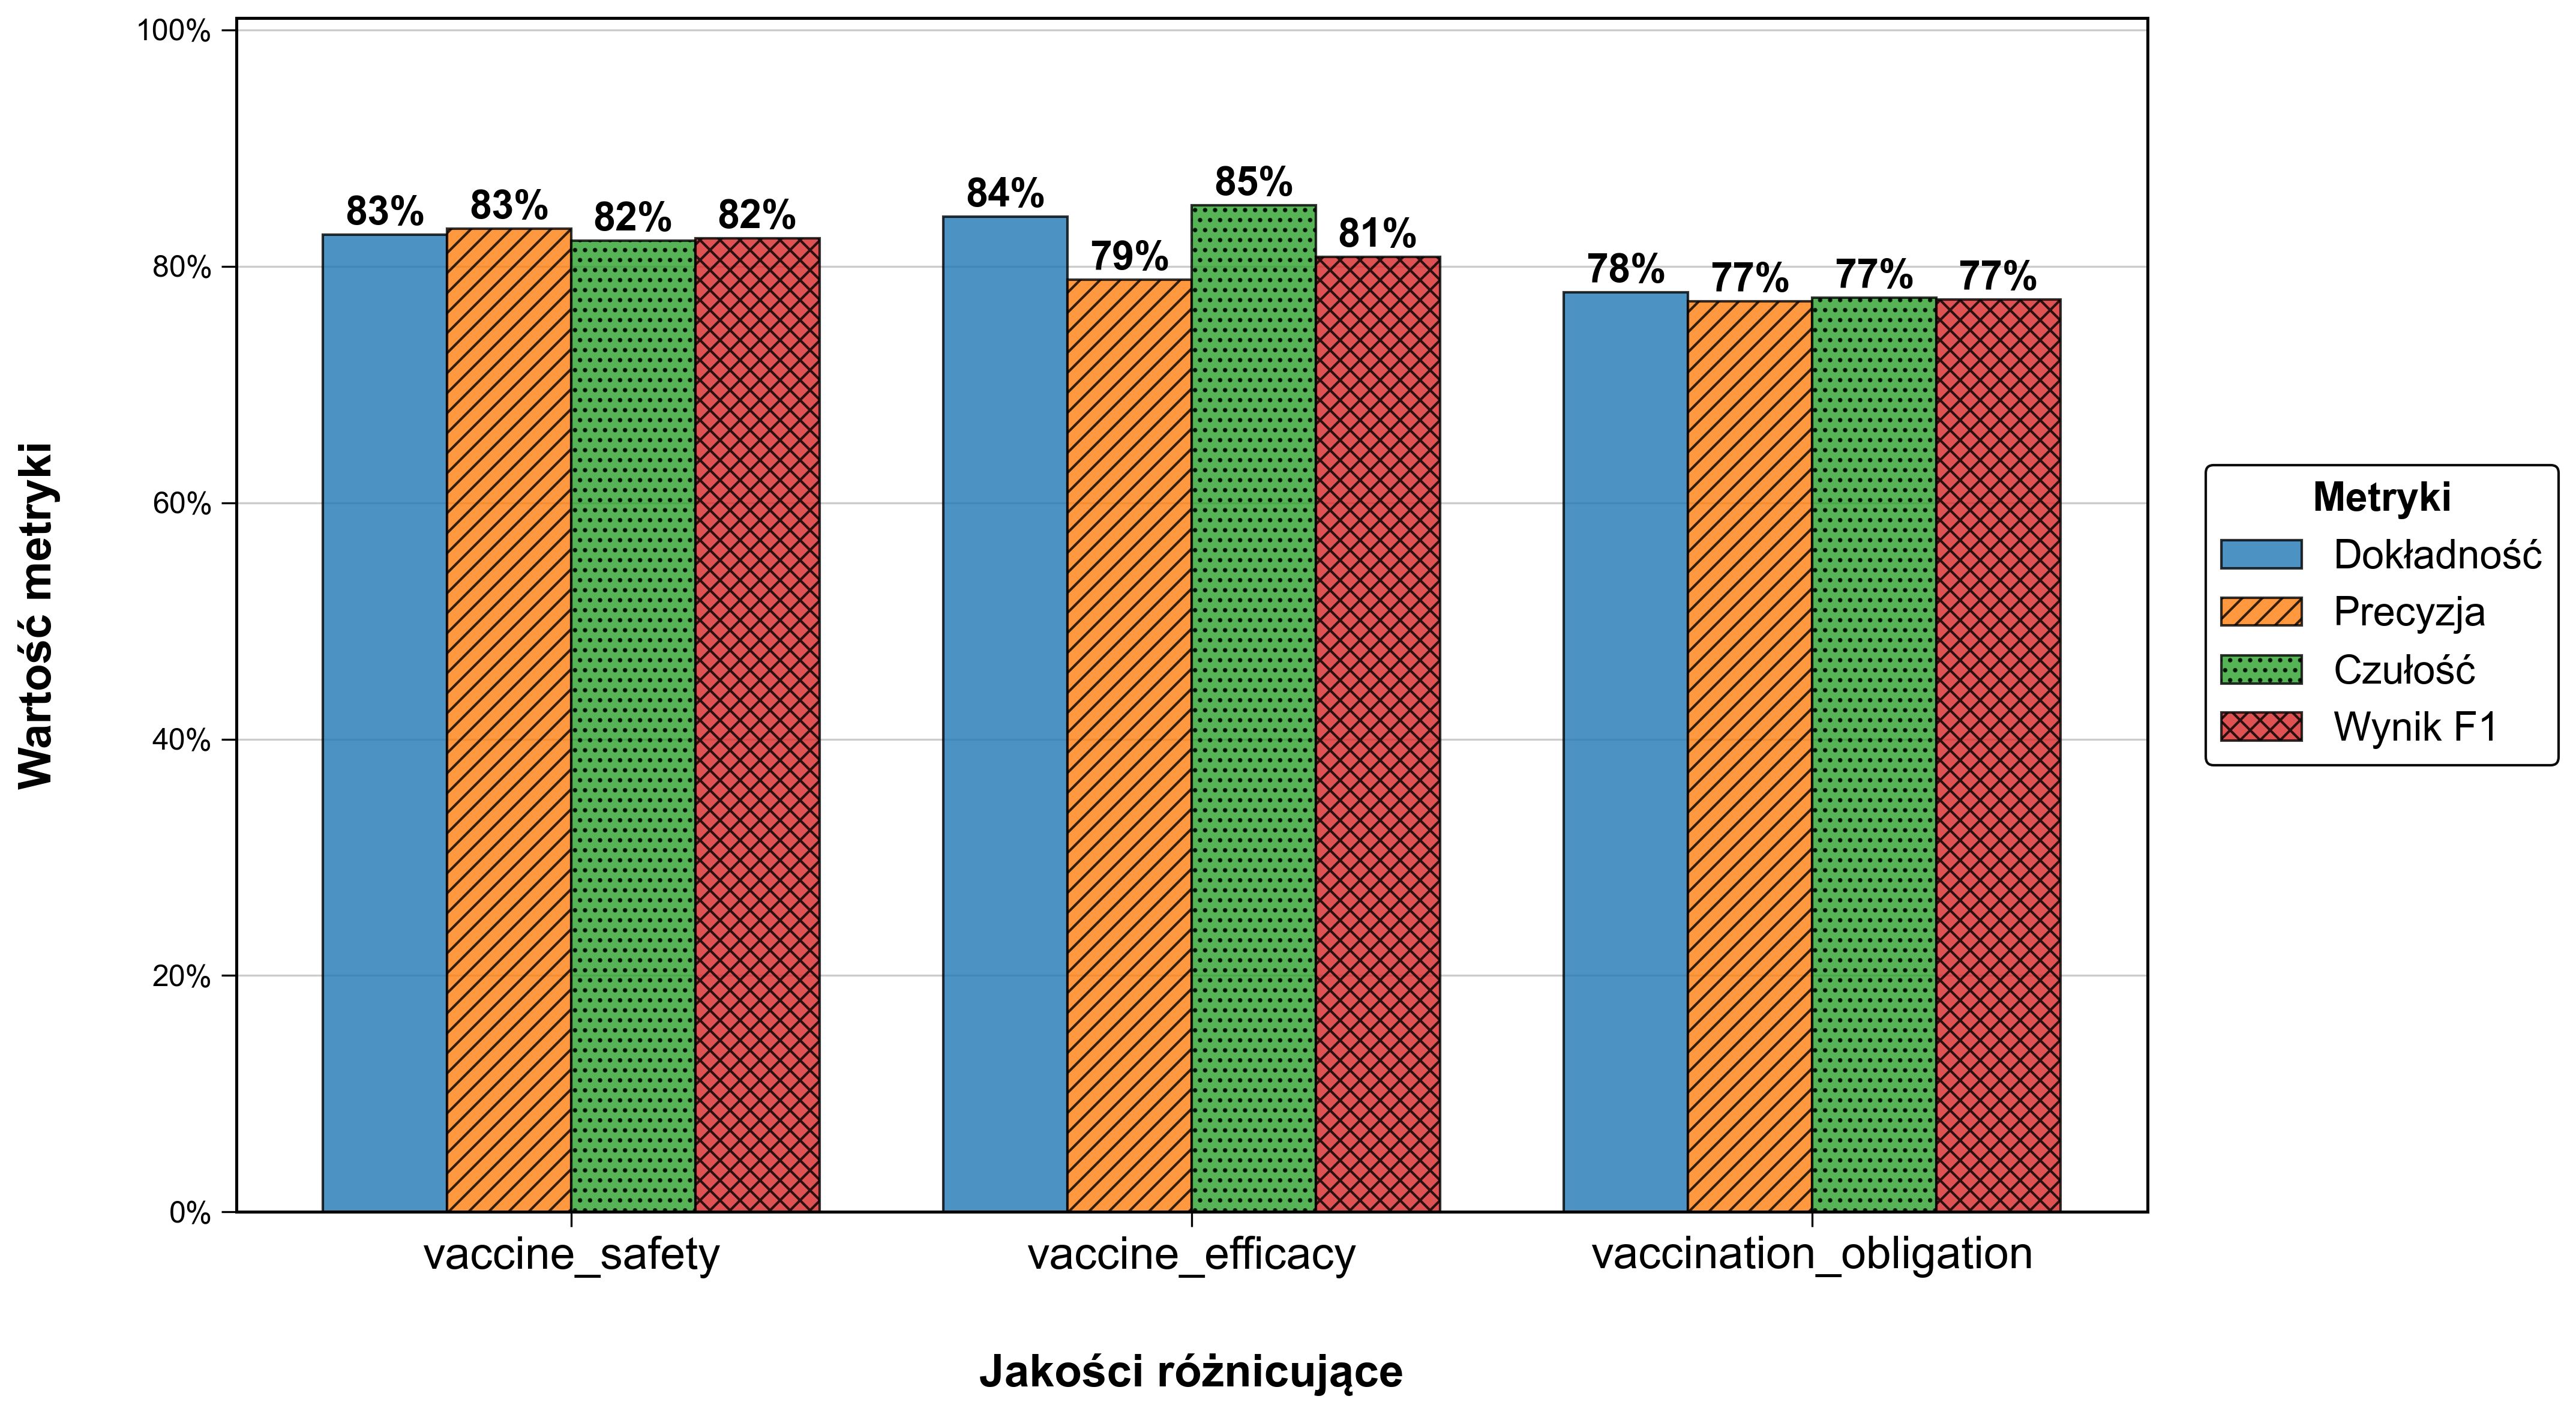 100%
80%
60%
40%
20%
0%
Wartość metryki
83%
83%
82%
82%
84%
79%
85%
81%
78%
77%
77%
77%
vaccine_safety
vaccine_efficacy
vaccination_obligation
Jakości różnicujące
Metryki
Dokładność
Precyzja
Czułość
Wynik F1